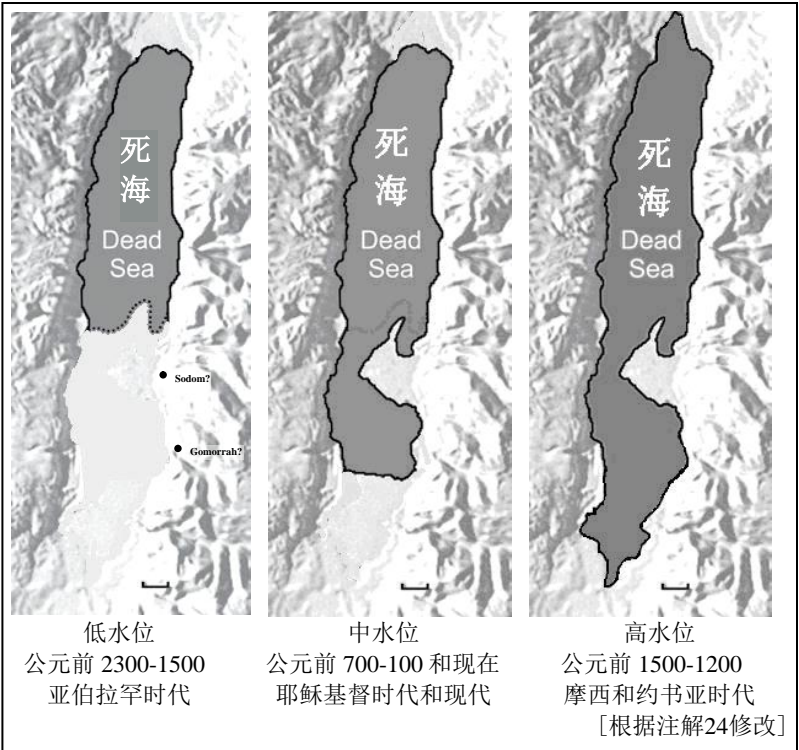 死
海
Dead
Sea
Sodom?
Gomorrah?
低水位
公元前 2300-1500
亚伯拉罕时代
死
海
Dead
Sea
中水位
公元前 700-100 和现在
耶稣基督时代和现代
死
海
Dead
Sea
高水位
公元前 1500-1200
摩西和约书亚时代
［根据注解24修改］